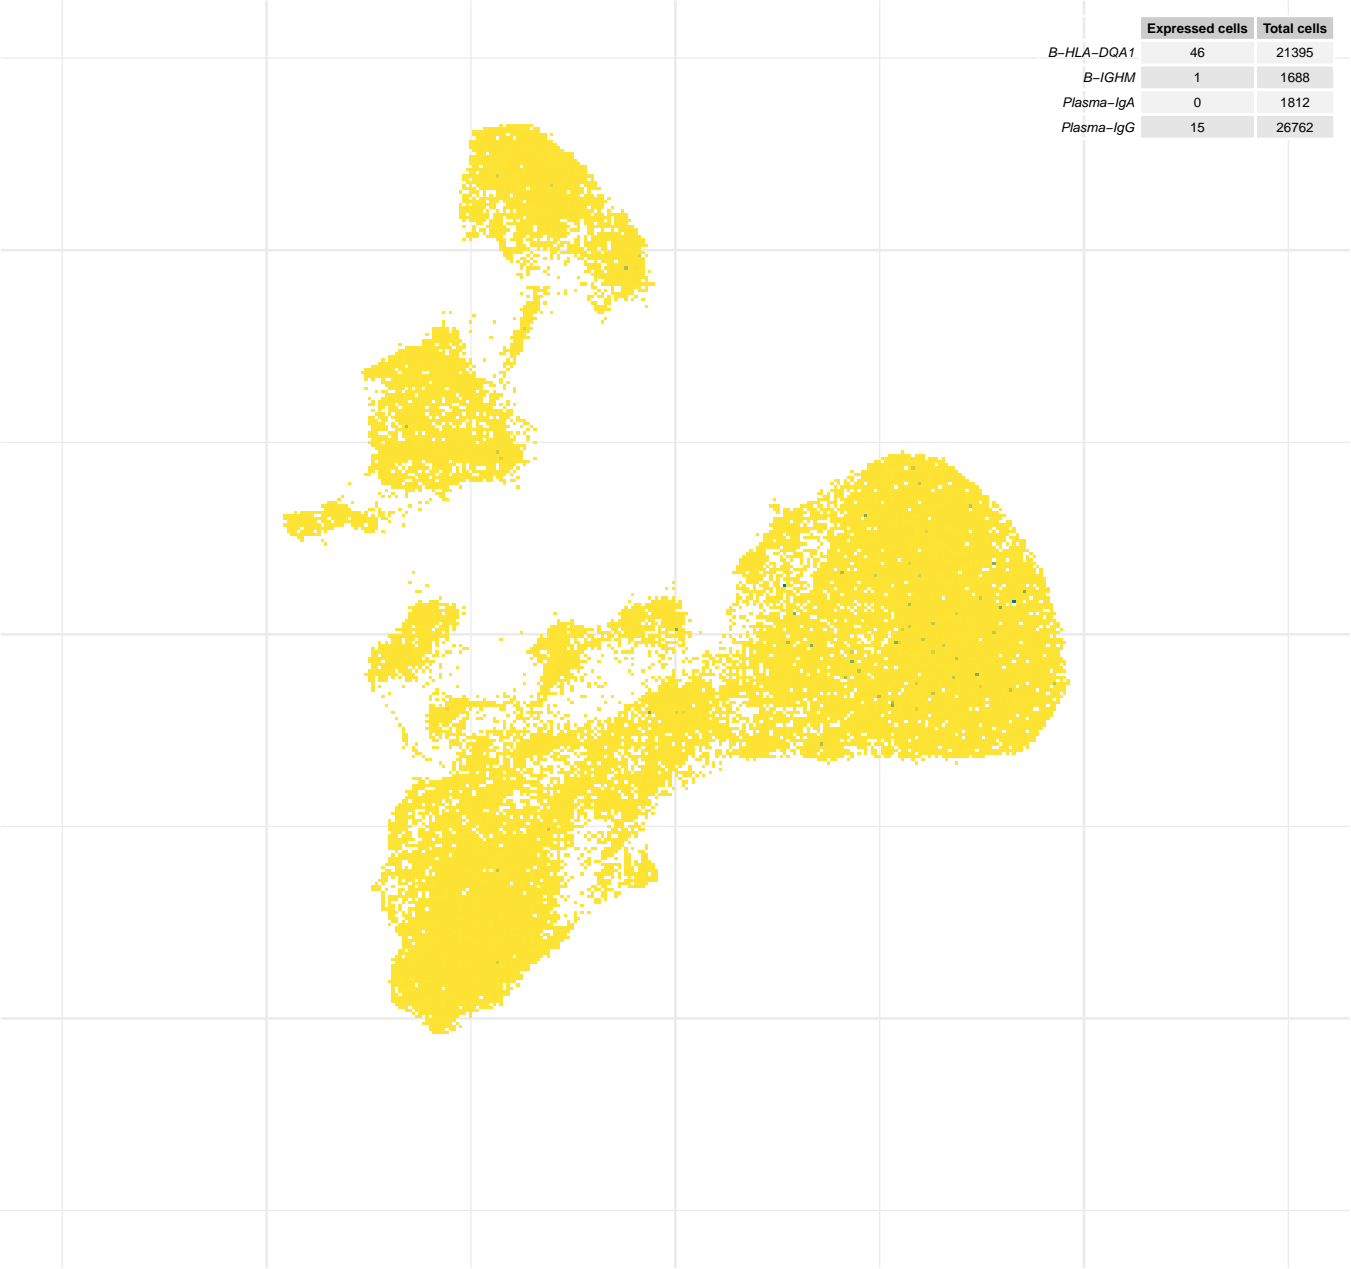 Expressed cells Total cells
B−HLA−DQA1 46 21395
B−IGHM 1 1688
Plasma−IgA 0 1812
Plasma−IgG 15 26762